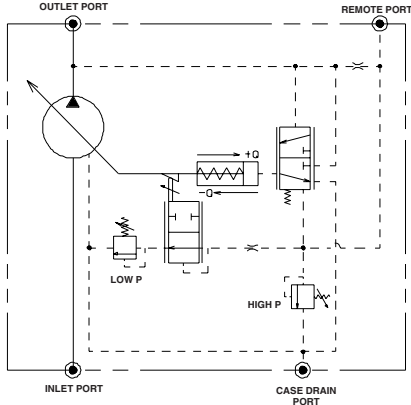 OUTLET PORT
REMOTE PORT
+Q
-Q
LOW P
HIGH P
INLET PORT
CASE DRAIN
PORT